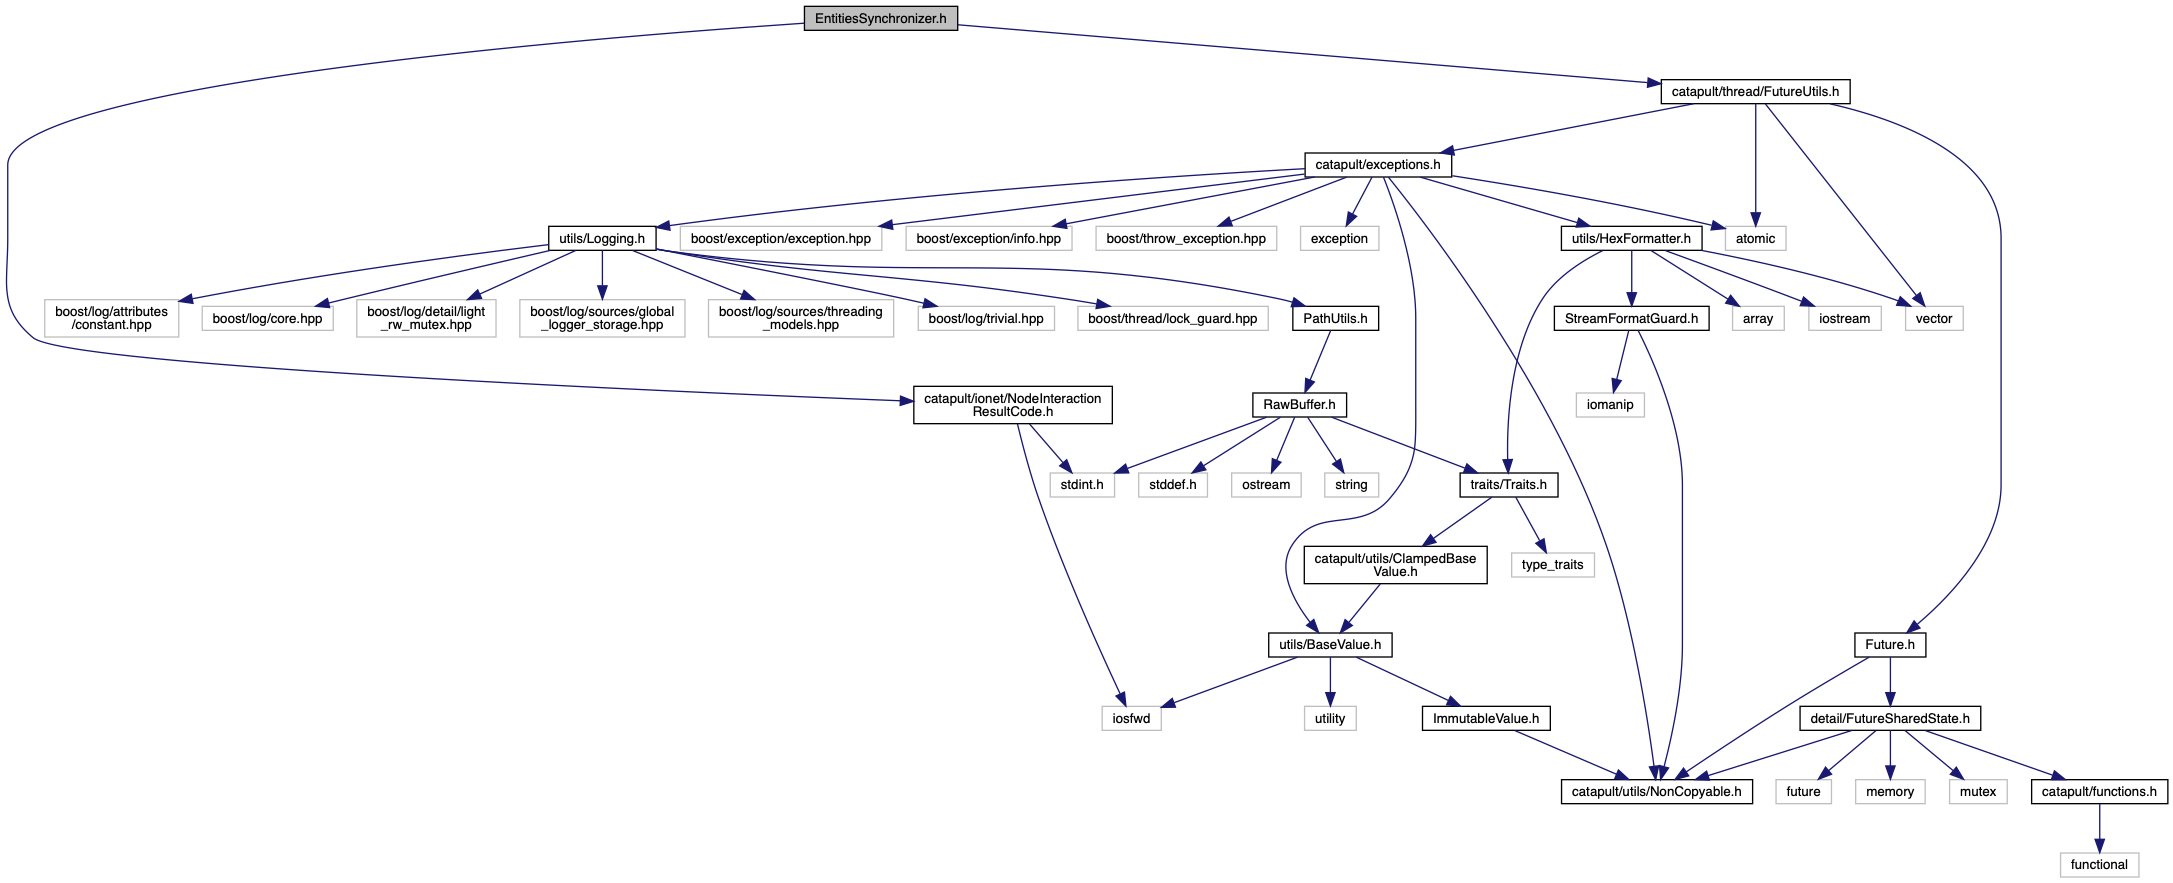 EntitiesSynchronizer.h
catapult/thread/FutureUtils.h
catapult/exceptions.h
utils/Logging.h
boost/exception/exception.hpp
boost/exception/info.hpp
boost/throw_exception.hpp
exception
utils/HexFormatter.h
atomic
boost/log/attributes
/constant.hpp
boost/log/core.hpp
boost/log/detail/light
_rw_mutex.hpp
boost/log/sources/global
_logger_storage.hpp
boost/log/sources/threading
_models.hpp
boost/log/trivial.hpp
boost/thread/lock_guard.hpp
PathUtils.h
StreamFormatGuard.h
array
iostream
vector
catapult/ionet/NodeInteraction
ResultCode.h
RawBuffer.h
iomanip
stdint.h
stddef.h
ostream
string
traits/Traits.h
catapult/utils/ClampedBase
Value.h
type_traits
utils/BaseValue.h
Future.h
iosfwd
utility
ImmutableValue.h
detail/FutureSharedState.h
catapult/utils/NonCopyable.h
future
memory
mutex
catapult/functions.h
functional